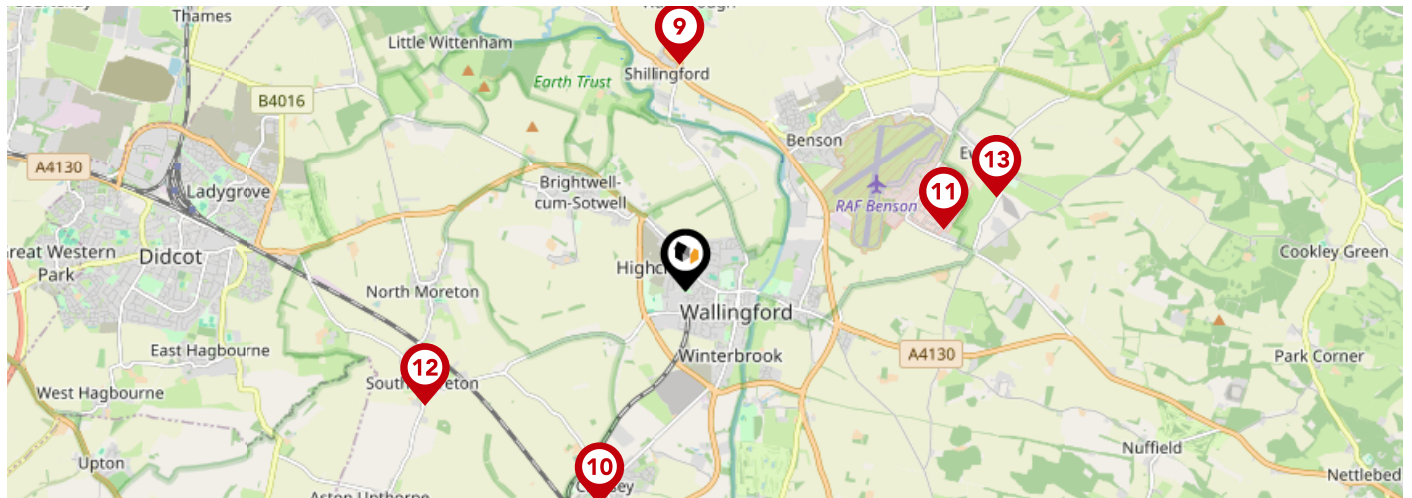 Thames
9
Little Wittenham
Shillingford
Earth Trust
B4016
Benson
A4130
13
Ladygrove
Brightwell-
cum-Sotwell
11
RAF Benson
Great Western
Park
Didcot
Cookley Green
North Moreton
Wallingford
East Hagbourne
Winterbrook
A4130
Park Corner
12
West Hagbourne
Nuffield
Upton
10
Nettlebed